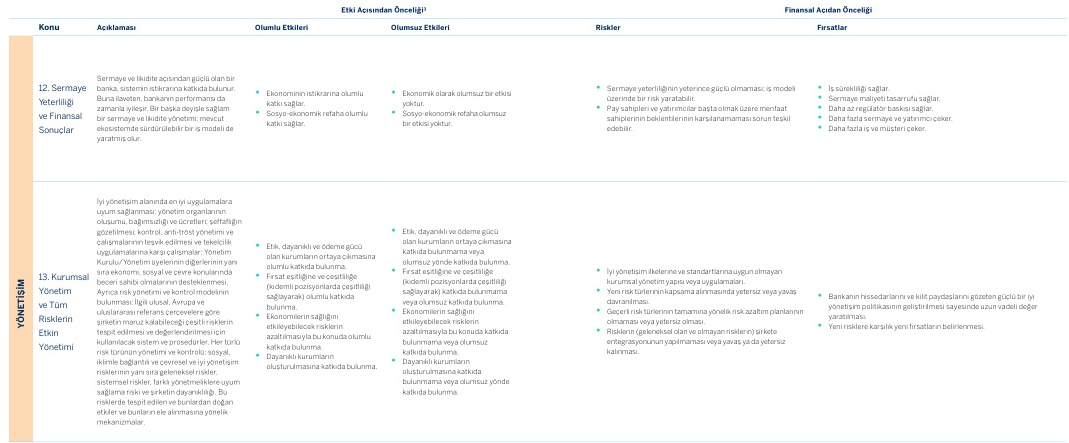 Etki Açısından Önceliği³
Finansal Açıdan Önceliği
Konu
Açıklaması
Olumlu Etkileri
Olumsuz Etkileri
Riskler
Fırsatlar
YÖNETİŞİM
12. Sermaye
Yeterliliği
ve Finansal
Sonuçlar
Sermaye ve likidite açısından güçlü olan bir
banka, sistemin istikrarına katkıda bulunur.
Buna ilaveten, bankanın performansı da
zamanla iyileşir. Bir başka deyişle sağlam
bir sermaye ve likidite yönetimi; mevcut
ekosistemde sürdürülebilir bir iş modeli de
yaratmış olur.
• Ekonominin istikrarına olumlu
katkı sağlar.
• Sosyo-ekonomik refaha olumlu
katkı sağlar.
• Ekonomik olarak olumsuz bir etkisi
yoktur.
• Sosyo-ekonomik refaha olumsuz
bir etkisi yoktur.
• Sermaye yeterliliğinin yeterince güçlü olmaması; iş modeli
üzerinde bir risk yaratabilir.
• Pay sahipleri ve yatırımcılar başta olmak üzere menfaat
sahiplerinin beklentilerinin karşılanamaması sorun teşkil
edebilir.
• İş sürekliliği sağlar.
• Sermaye maliyeti tasarrufu sağlar.
• Daha az regülatör baskısı sağlar.
• Daha fazla sermaye ve yatırımcı çeker.
• Daha fazla iş ve müşteri çeker.
13. Kurumsal
Yönetim
ve Tüm
Risklerin
Etkin
Yönetimi
İyi yönetişim alanında en iyi uygulamalara
uyum sağlanması: yönetim organlarının
oluşumu, bağımsızlığı ve ücretleri; şeffaflığın
gözetilmesi; kontrol, anti-tröst yönetimi ve
çalışmalarının teşvik edilmesi ve tekelcilik
uygulamalarına karşı çalışmalar. Yönetim
Kurulu/Yönetim üyelerinin diğerlerinin yanı
sıra ekonomi, sosyal ve çevre konularında
beceri sahibi olmalarının desteklenmesi.
Ayrıca risk yönetimi ve kontrol modelinin
bulunması: İlgili ulusal, Avrupa ve
uluslararası referans çerçevelere göre
şirketin maruz kalabileceği çeşitli risklerin
tespit edilmesi ve değerlendirilmesi için
kullanılacak sistem ve prosedürler. Her türlü
risk türünün yönetimi ve kontrolü; sosyal,
iklimle bağlantılı ve çevresel ve iyi yönetişim
risklerinin yanı sıra geleneksel riskler,
sistemsel riskler, farklı yönetmeliklere uyum
sağlama riski ve şirketin dayanıklılığı. Bu
risklerde tespit edilen ve bunlardan doğan
etkiler ve bunların ele alınmasına yönelik
mekanizmalar.
• Etik, dayanıklı ve ödeme gücü
olan kurumların ortaya çıkmasına
olumlu katkıda bulunma.
• Fırsat eşitliğine ve çeşitliliğe
(kıdemli pozisyonlarda çeşitliliği
sağlayarak) olumlu katkıda
bulunma.
• Ekonomilerin sağlığını
etkileyebilecek risklerin
azaltılmasıyla bu konuda olumlu
katkıda bulunma.
• Dayanıklı kurumların
oluşturulmasına katkıda bulunma.
• Etik, dayanıklı ve ödeme gücü
olan kurumların ortaya çıkmasına
katkıda bulunmama veya
olumsuz yönde katkıda bulunma.
• Fırsat eşitliğine ve çeşitliliğe
(kıdemli pozisyonlarda çeşitliliği
sağlayarak) katkıda bulunmama
veya olumsuz katkıda bulunma.
• Ekonomilerin sağlığını
etkileyebilecek risklerin
azaltılmasıyla bu konuda katkıda
bulunmama veya olumsuz
katkıda bulunma.
• Dayanıklı kurumların
oluşturulmasına katkıda
bulunmama veya olumsuz yönde
katkıda bulunma.
• İyi yönetişim ilkelerine ve standartlarına uygun olmayan
kurumsal yönetim yapısı veya uygulamaları.
• Yeni risk türlerinin kapsama alınmasında yetersiz veya yavaş
davranılması.
• Geçerli risk türlerinin tamamına yönelik risk azaltım planlarının
olmaması veya yetersiz olması.
• Risklerin (geleneksel olan ve olmayan risklerin) şirkete
entegrasyonunun yapılmaması veya yavaş ya da yetersiz
kalınması.
• Bankanın hissedarlarını ve kilit paydaşlarını gözeten güçlü bir iyi
yönetişim politikasının geliştirilmesi sayesinde uzun vadeli değer
yaratılması.
• Yeni risklere karşılık yeni fırsatların belirlenmesi.